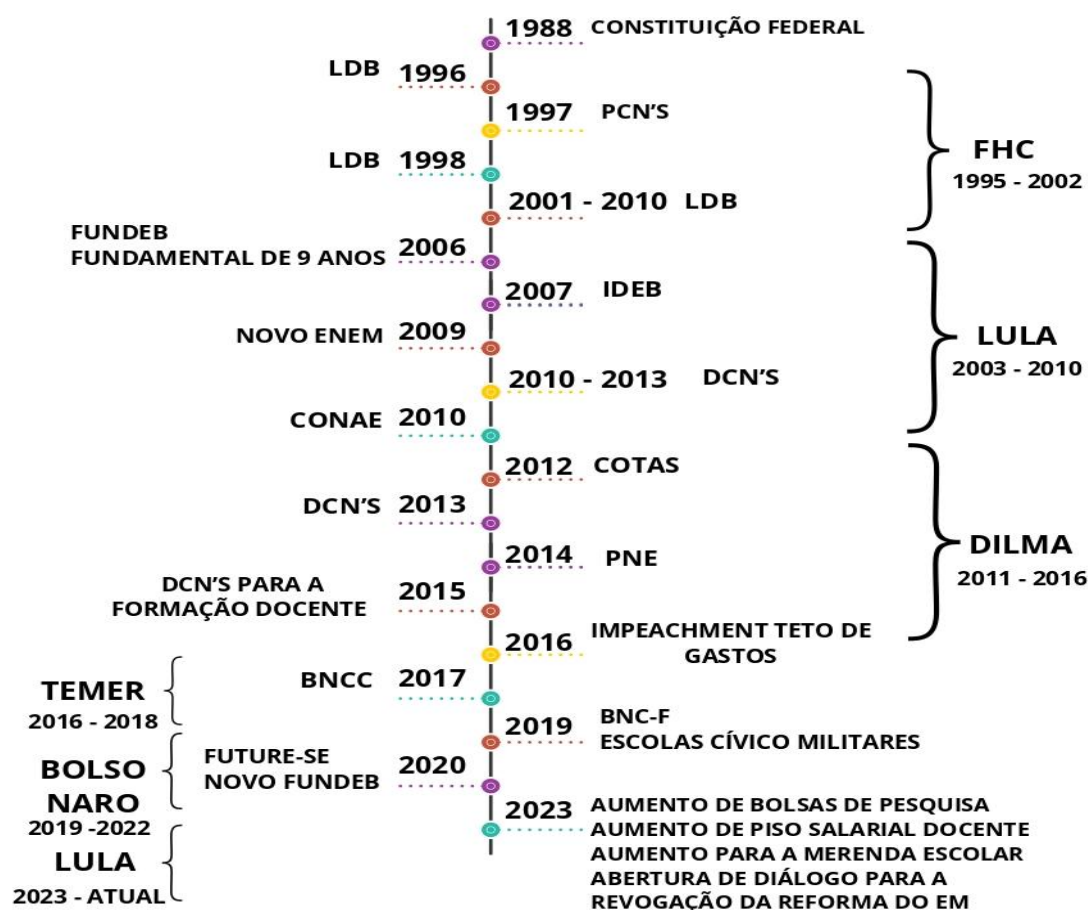 1988 CONSTITUIÇÃO FEDERAL
LDB 1996
1997 PCN'S
LDB 1998
FHC
1995 - 2002
2001 - 2010 LDB
FUNDEB
FUNDAMENTAL DE 9 ANOS 2006
2007 IDEB
NOVO ENEM 2009
LULA
2003 - 2010
2010 - 2013 DCN'S
CONAE 2010
2012 COTAS
DCN'S 2013
2014 PNE
DILMA
2011 - 2016
DCN'S PARA A
FORMAÇÃO DOCENTE 2015
2016 IMPEACHMENT TETO DE
GASTOS
BNCC 2017
TEMER
2016 - 2018
2019 BNC-F
ESCOLAS CÍVICO MILITARES
FUTURE-SE
NOVO FUNDEB 2020
BOLSO
NARO
2019 -2022
2023 AUMENTO DE BOLSAS DE PESQUISA
AUMENTO DE PISO SALARIAL DOCENTE
AUMENTO PARA A MERENDA ESCOLAR
ABERTURA DE DIÁLOGO PARA A
REVOGAÇÃO DA REFORMA DO EM
LULA
2023 - ATUAL